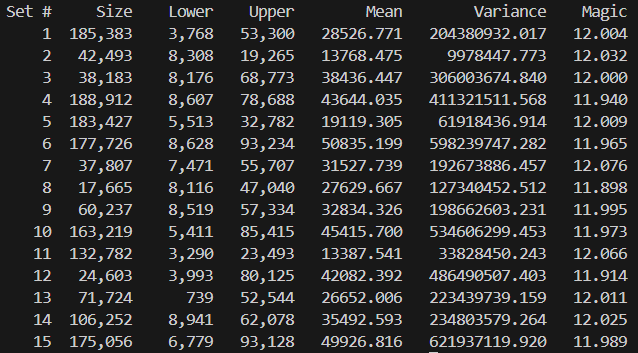 Set # Size Lower Upper Mean Variance Magic
1 185,383 3,768 53,300 28526.771 204380932.017 12.004
2 42,493 8,308 19,265 13768.475 9978447.773 12.032
3 38,183 8,176 68,773 38436.447 306003674.840 12.000
4 188,912 8,607 78,688 43644.035 411321511.568 11.940
5 183,427 5,513 32,782 19119.305 61918436.914 12.009
6 177,726 8,628 93,234 50835.199 598239747.282 11.965
7 37,807 7,471 55,707 31527.739 192673886.457 12.076
8 17,665 8,116 47,040 27629.667 127340452.512 11.898
9 60,237 8,519 57,334 32834.326 198662603.231 11.995
10 163,219 5,411 85,415 45415.700 534606299.453 11.973
11 132,782 3,290 23,493 13387.541 33828450.243 12.066
12 24,603 3,993 80,125 42082.392 486490507.403 11.914
13 71,724 739 52,544 26652.006 223439739.159 12.011
14 106,252 8,941 62,078 35492.593 234803579.264 12.025
15 175,056 6,779 93,128 49926.816 621937119.920 11.989